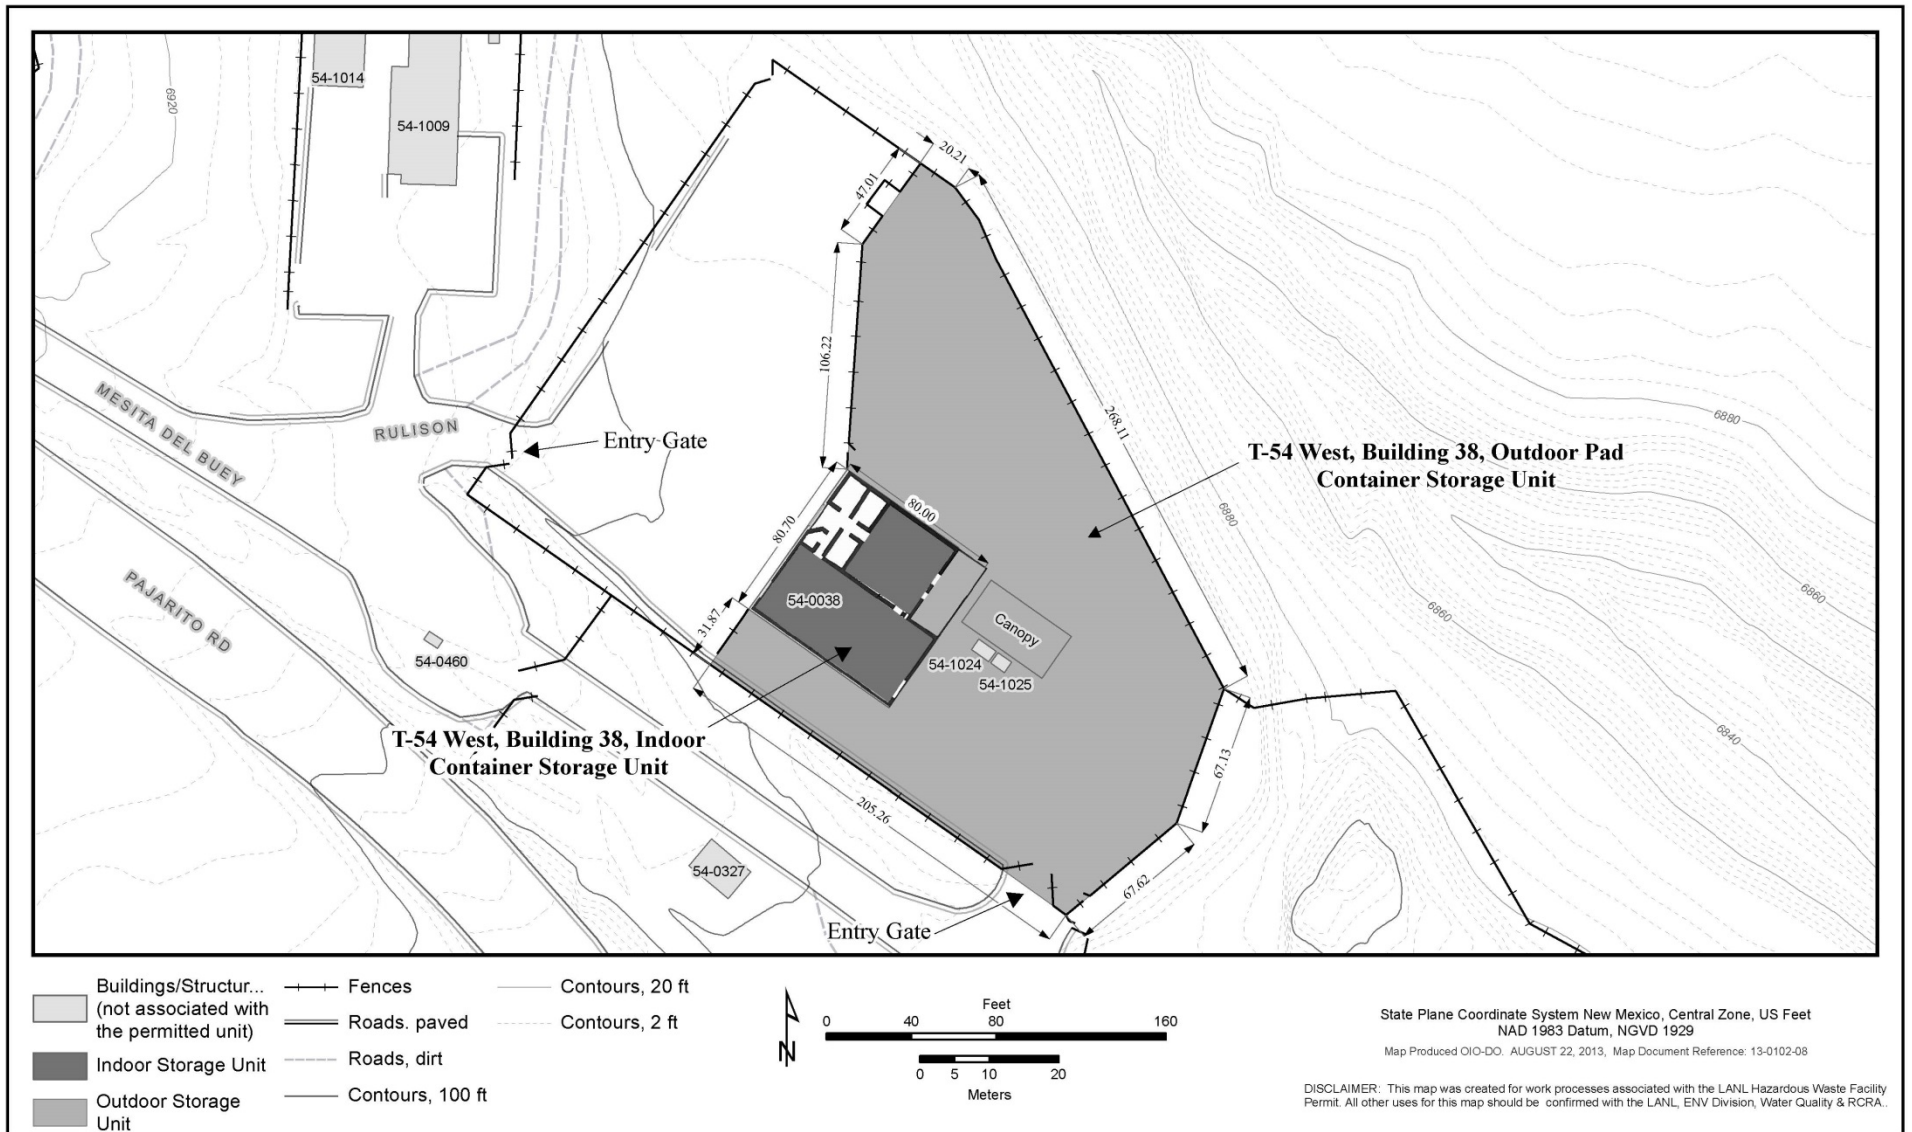 54-1014
6920
54-1009
20.21
47.01
106.22
268.11
6880
MESITA DEL BUEY
RULISON
Entry Gate
T-54 West, Building 38, Outdoor Pad
Container Storage Unit
80.00
80.70
6880
PAJARITO RD
54-0038
31.87
Canopy
6860
6860
54-0460
54-1024
54-1025
6840
T-54 West, Building 38, Indoor
Container Storage Unit
67.13
205.26
54-0327
67.62
Entry Gate
Buildings/Structur...
(not associated with
the permitted unit)
Indoor Storage Unit
Outdoor Storage
Unit
Fences
Roads. paved
Roads, dirt
Contours, 100 ft
Contours, 20 ft
Contours, 2 ft
N
Feet
0 40 80 160
0 5 10 20
Meters
State Plane Coordinate System New Mexico, Central Zone, US Feet
NAD 1983 Datum, NGVD 1929
Map Produced OIO-DO. AUGUST 22, 2013, Map Document Reference: 13-0102-08
DISCLAIMER: This map was created for work processes associated with the LANL Hazardous Waste Facility
Permit. All other uses for this map should be confirmed with the LANL, ENV Division, Water Quality & RCRA..